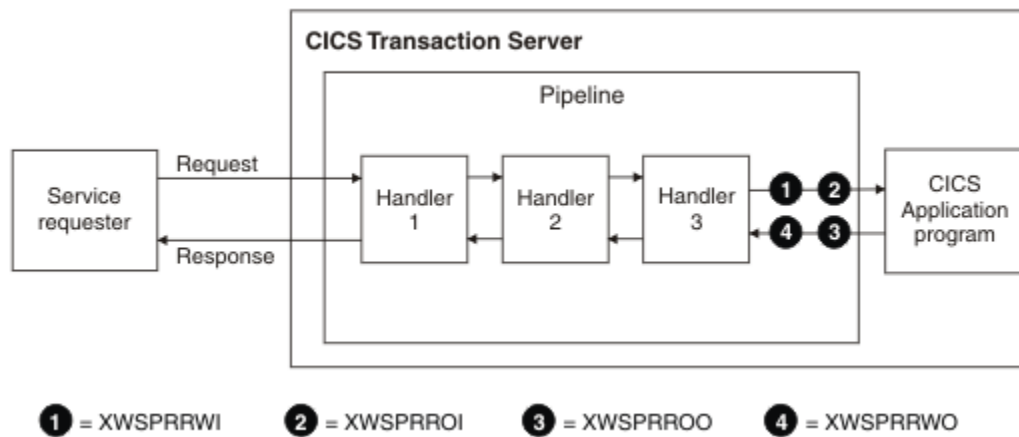 CICS Transaction Server
Pipeline
Service
requester
Request
Response
Handler
1
Handler
2
Handler
3
1
2
4
3
CICS
Application
program
1 = XWSPRRWI
2 = XWSPRROI
3 = XWSPRROO
4 = XWSPRRWO